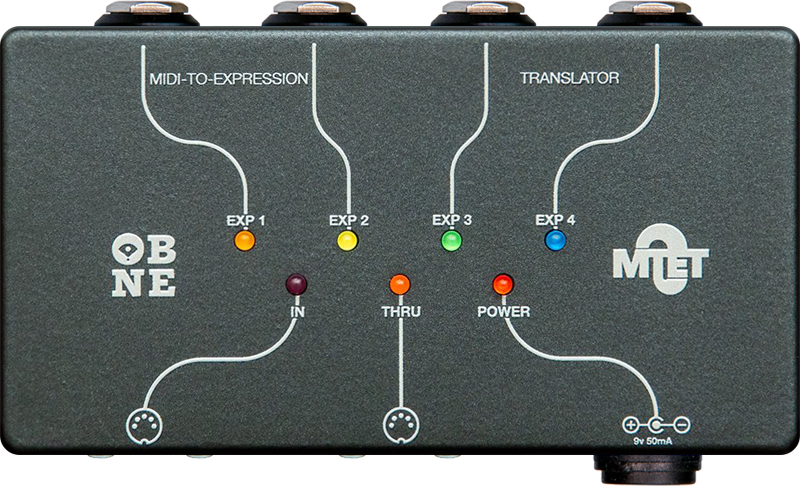 MIDI-TO-EXPRESSION
TRANSLATOR
EXP 1
EXP 2
EXP 3
EXP 4
OB
NE
MTET
IN
THRU
POWER
9v 50mA